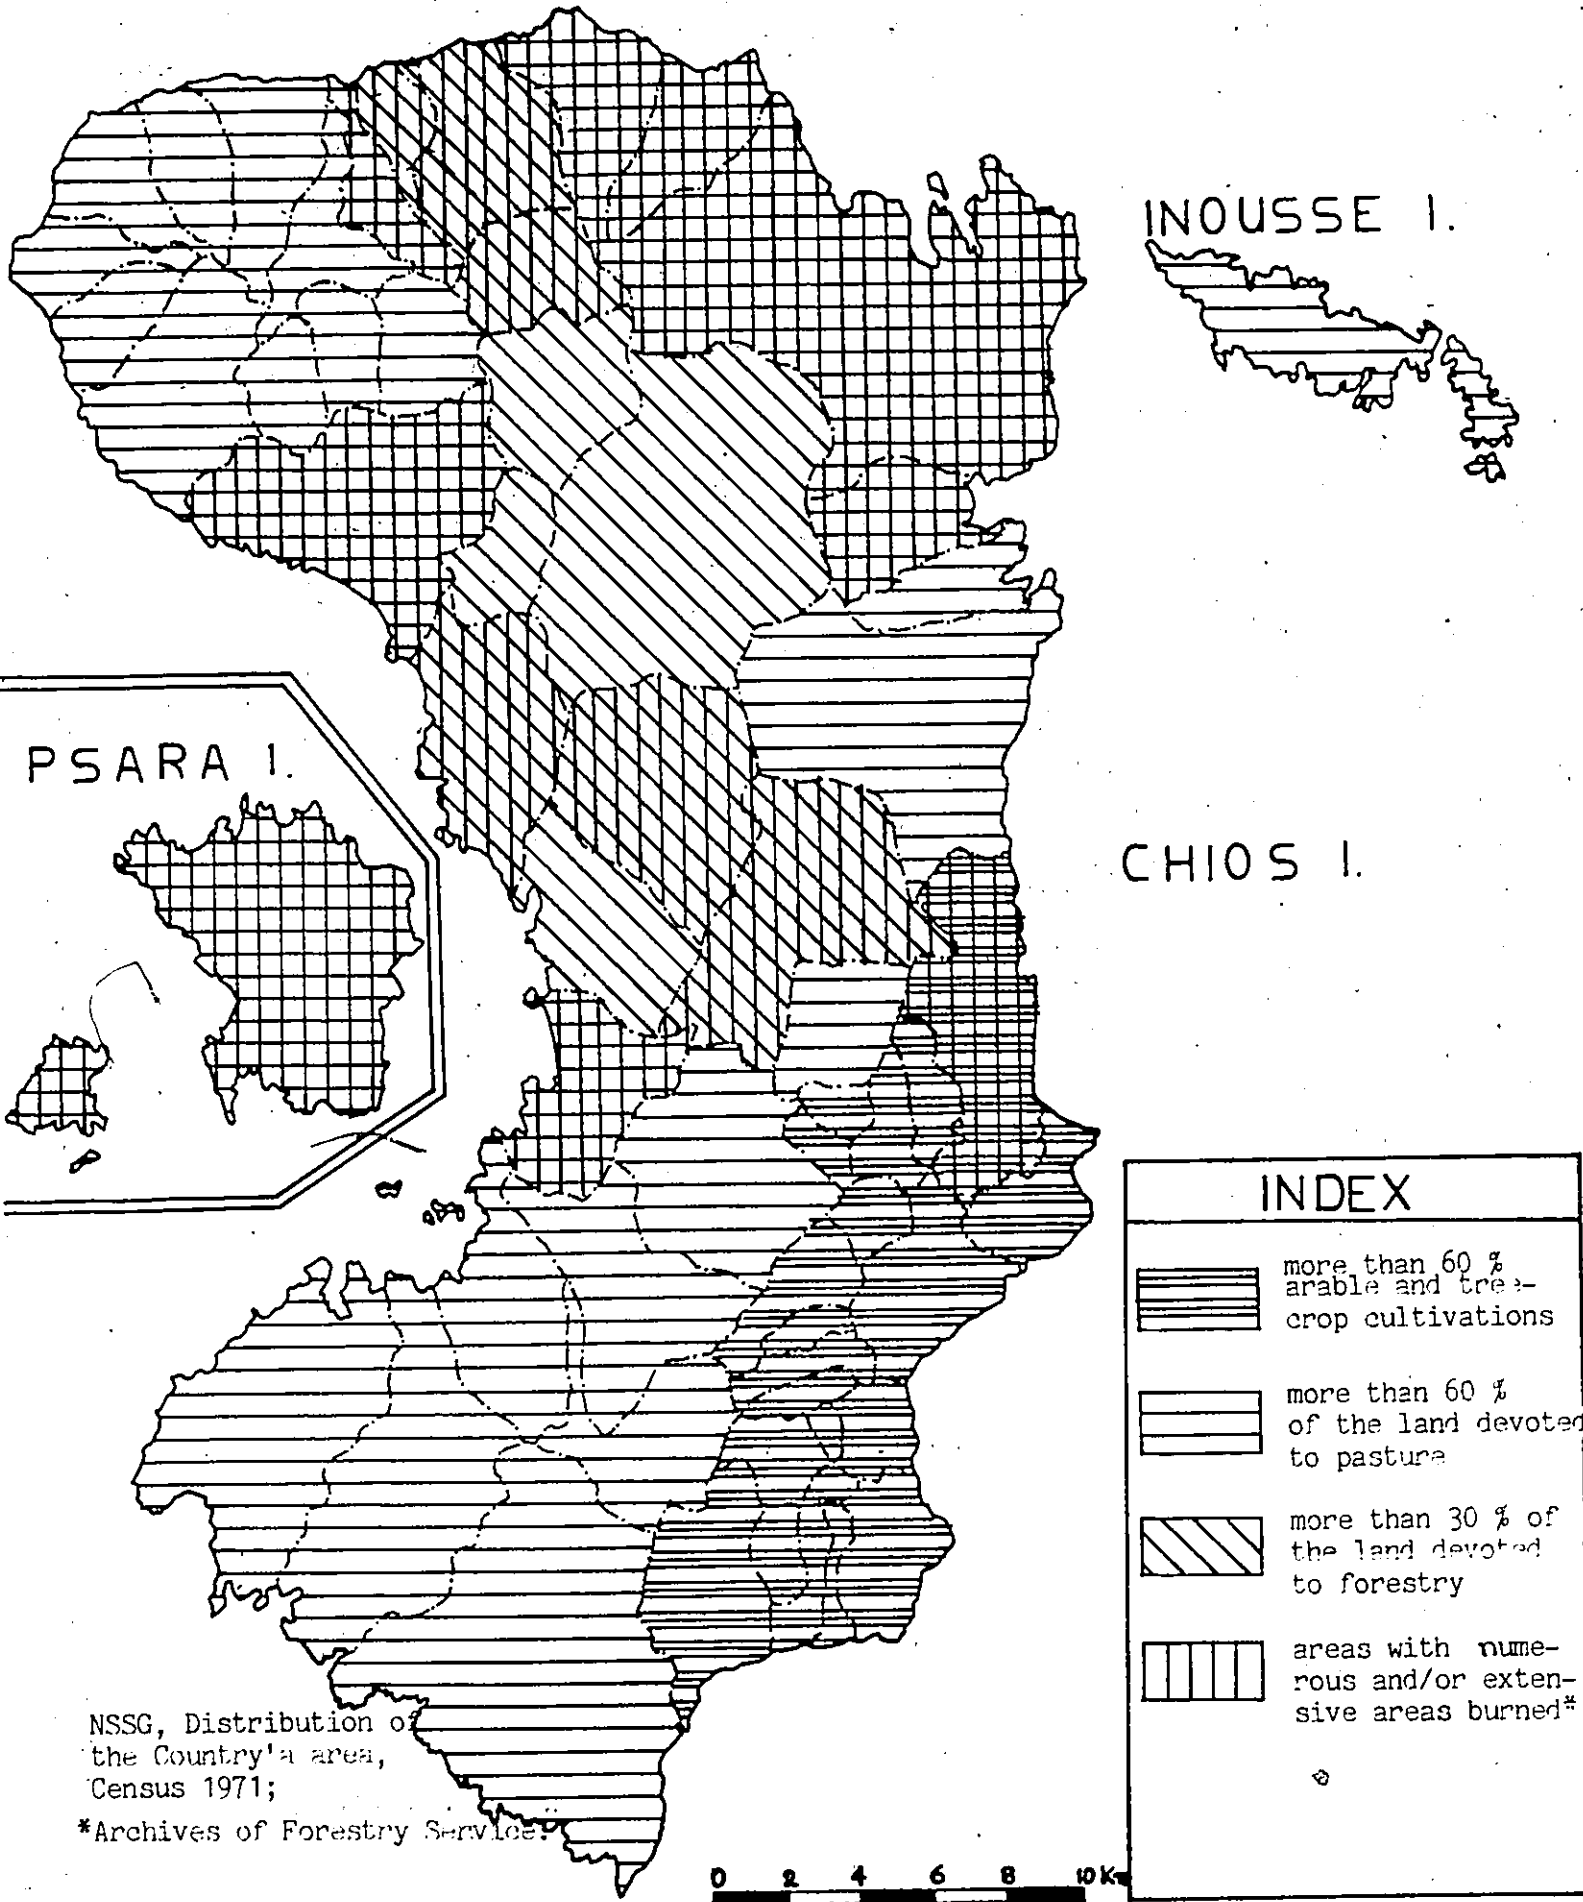 INOUSSE I.
PSARA I.
CHIOS I.
INDEX
more than 60 %
arable and tree-
crop cultivations
more than 60 %
of the land devoted
to pasture
more than 30 % of
the land devoted
to forestry
areas with nume-
rous and/or exten-
sive areas burned*
NSSG, Distribution of
the Country'a area,
Census 1971;
*Archives of Forestry Service.
0 2 4 6 8 10 Km